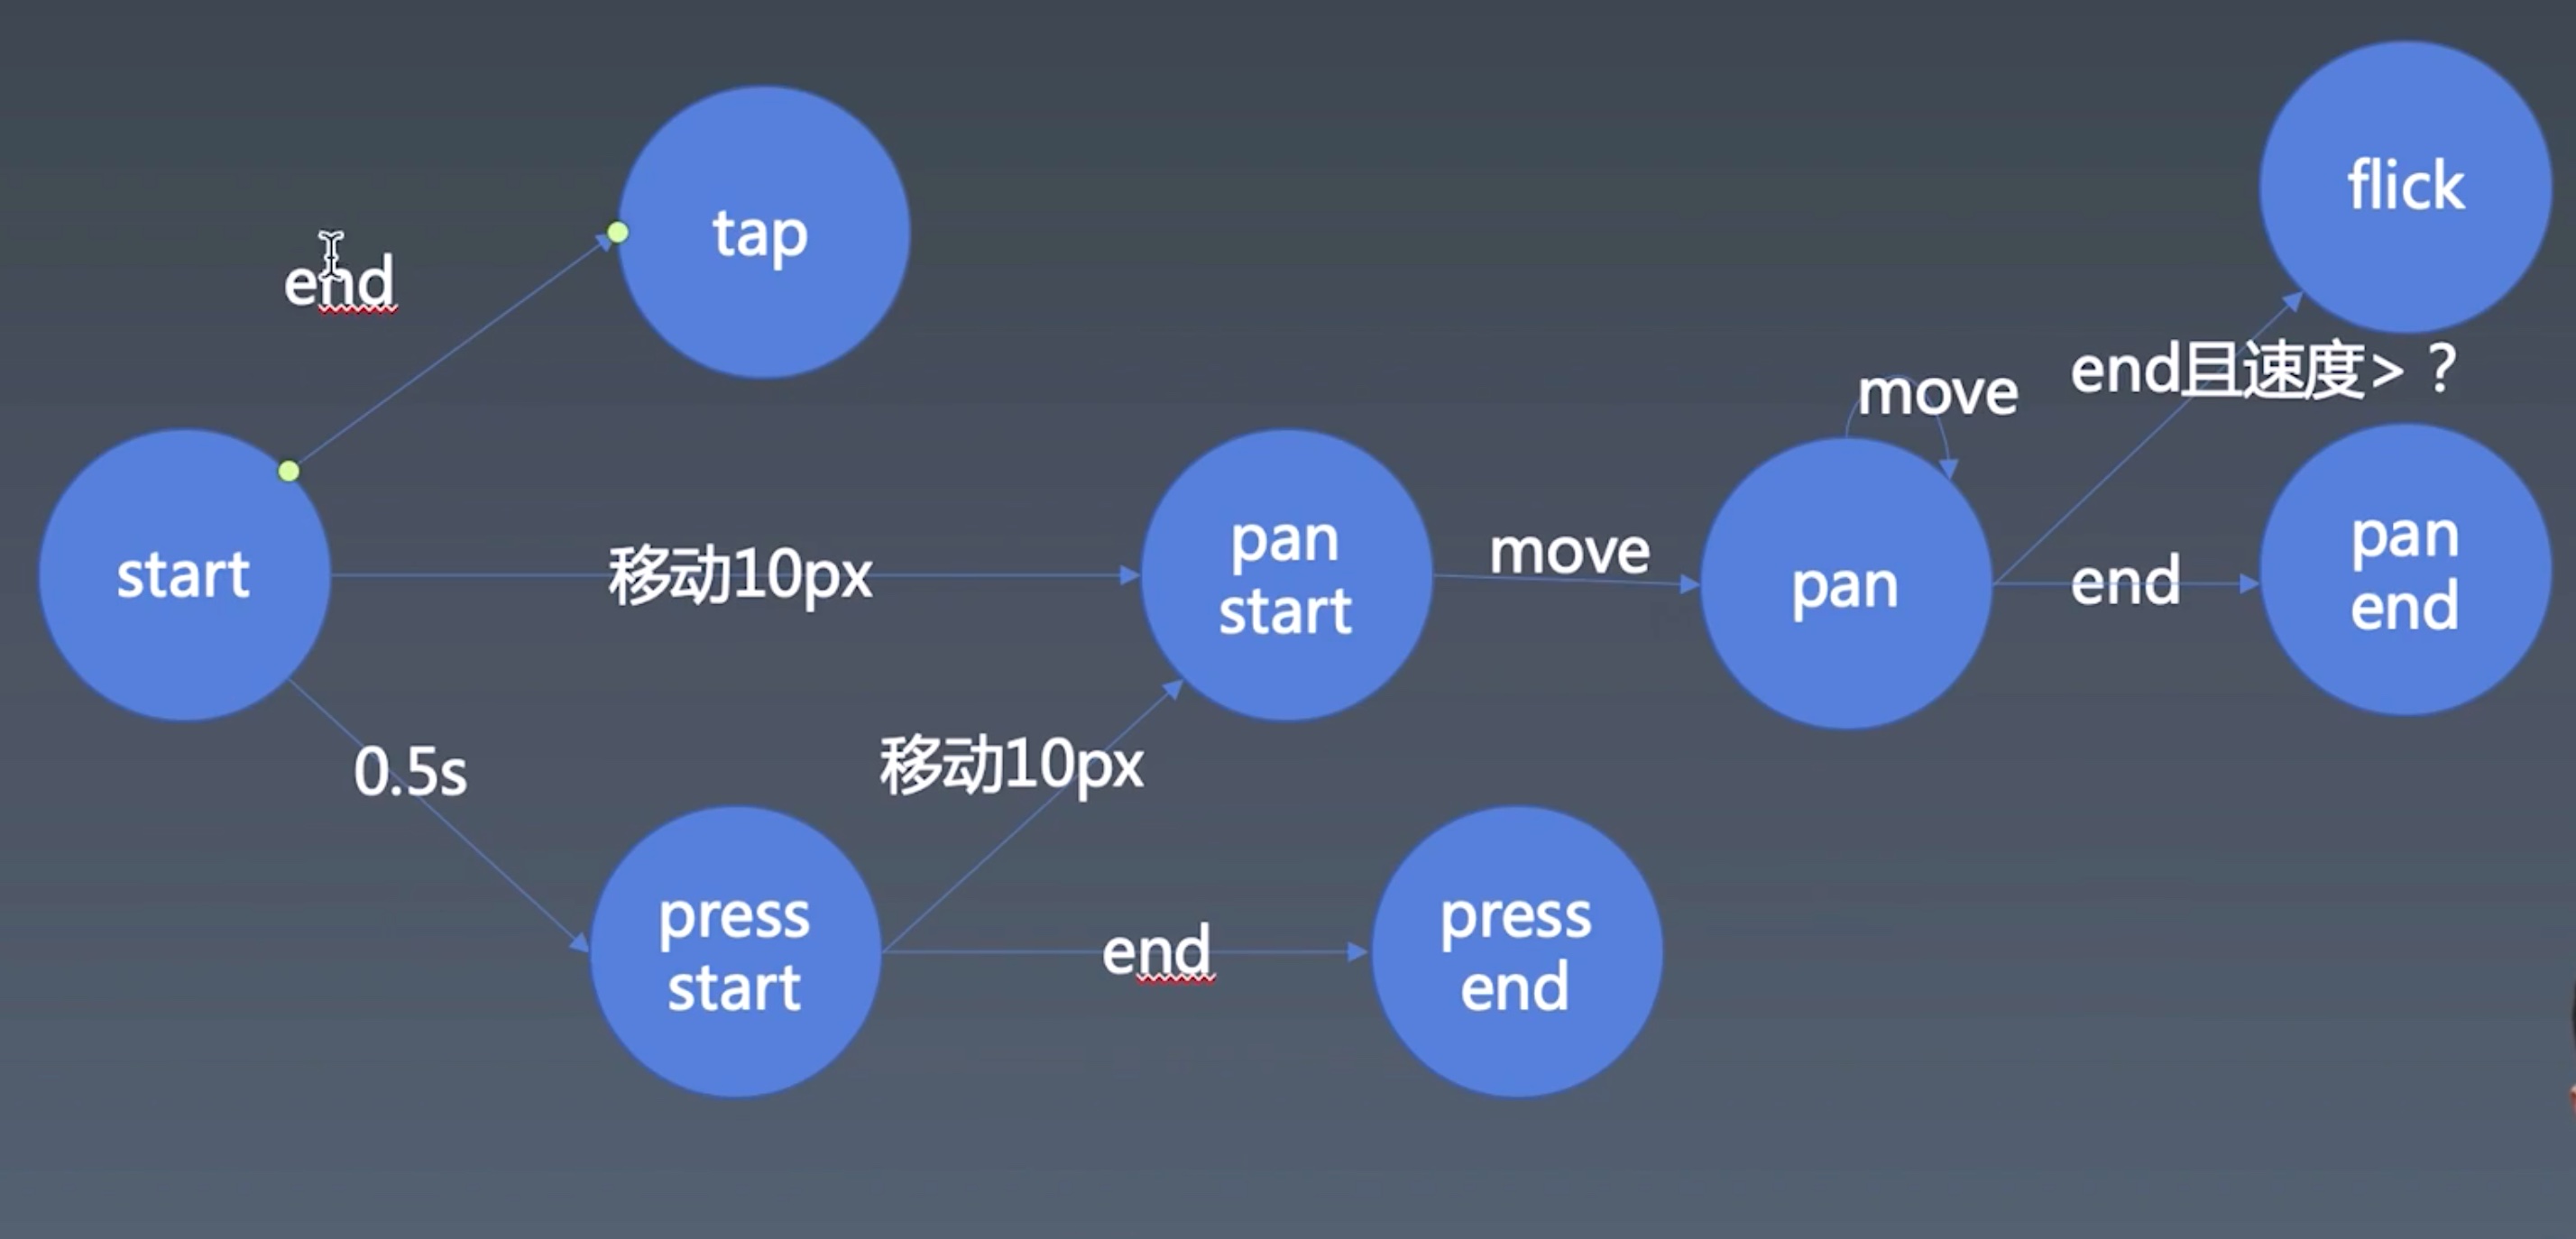 flick
tap
end
end且速度>？
move
start
移动10px
pan
start
move
pan
end
pan
end
0.5s
移动10px
press
start
end
press
end